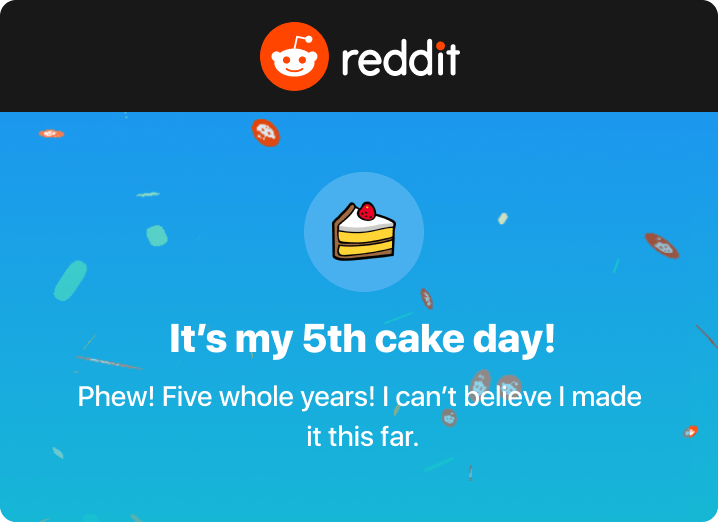 reddit
It’s my 5th cake day!
Phew! Five whole years! I can’t believe I made
it this far.